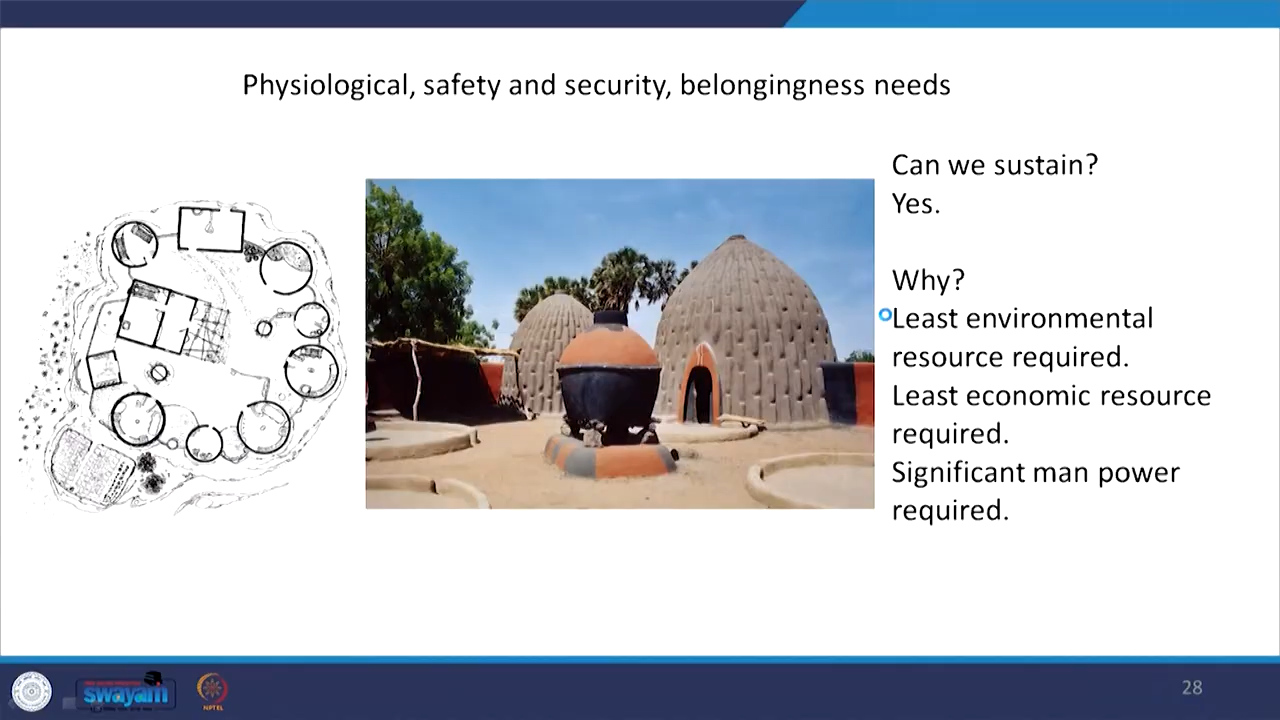 Physiological, safety and security, belongingness needs
Can we sustain?
Yes.
Why?
Least environmental
resource required.
Least economic resource
required.
Significant man power
required.
swayam
NPTEL
28